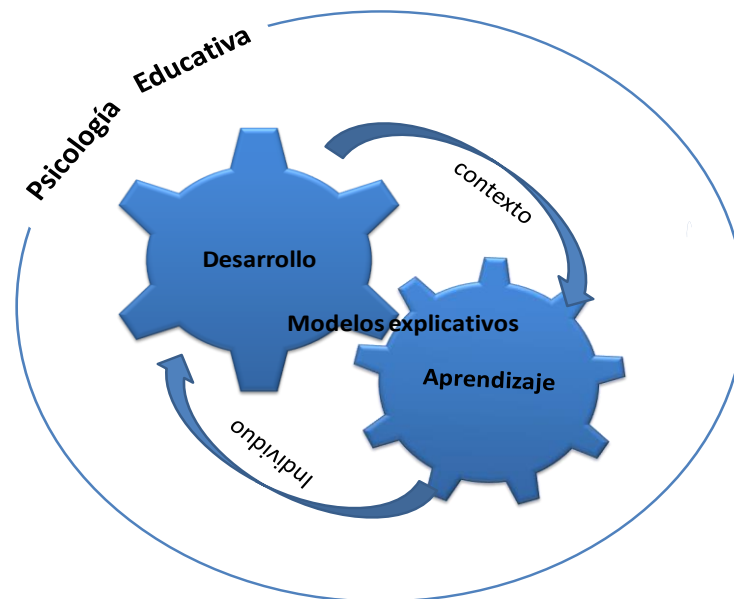 Psicología Educativa
contexto
Desarrollo
Modelos explicativos
Aprendizaje
Individuo